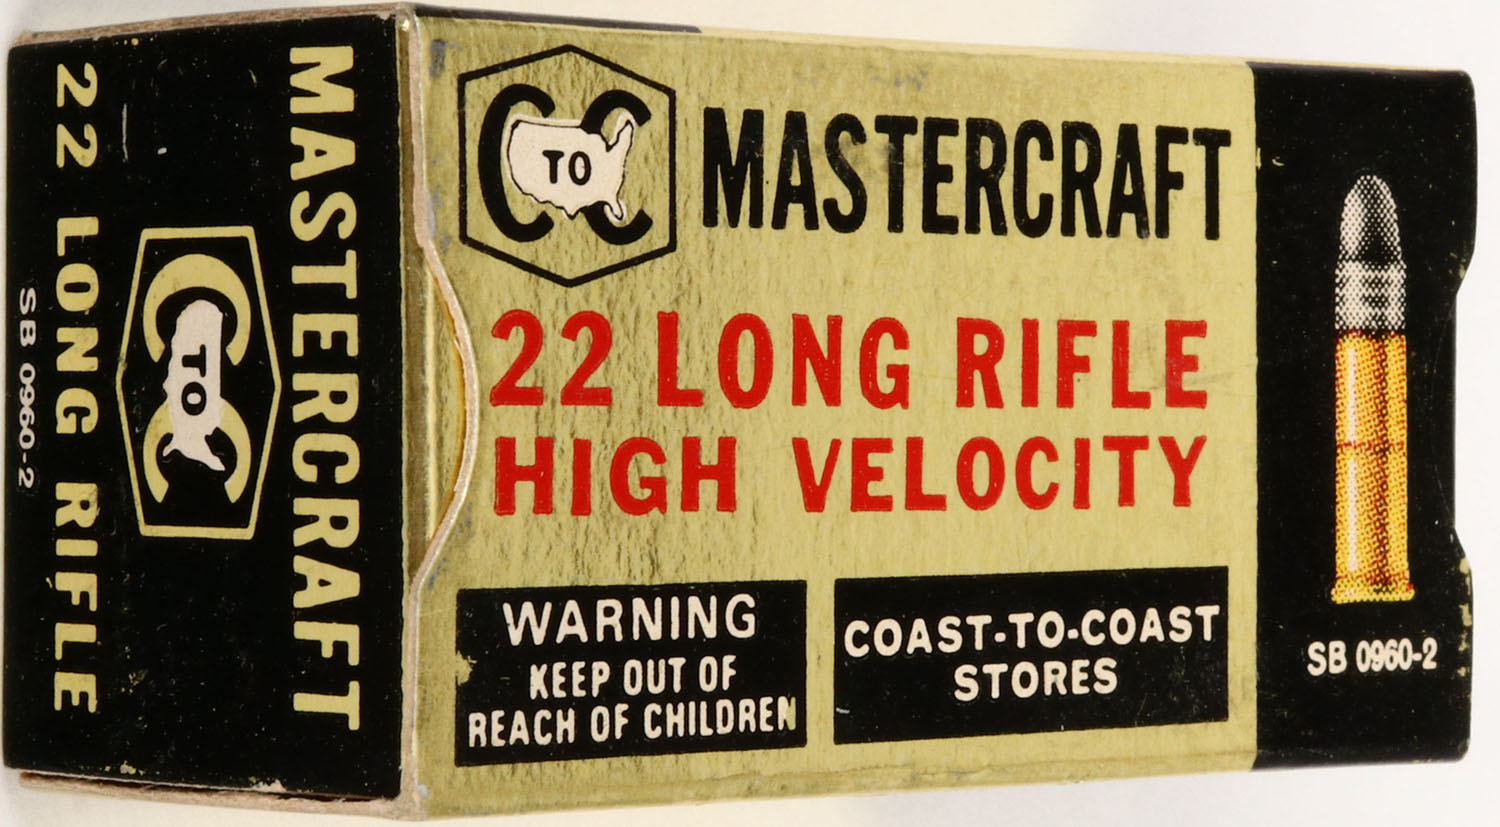 MASTERCRAFT
C TO C
22 LONG RIFLE
SB 0960-2
C TO C
MASTERCRAFT
22 LONG RIFLE
HIGH VELOCITY
WARNING
KEEP OUT OF
REACH OF CHILDREN
COAST-TO-COAST
STORES
SB 0960-2